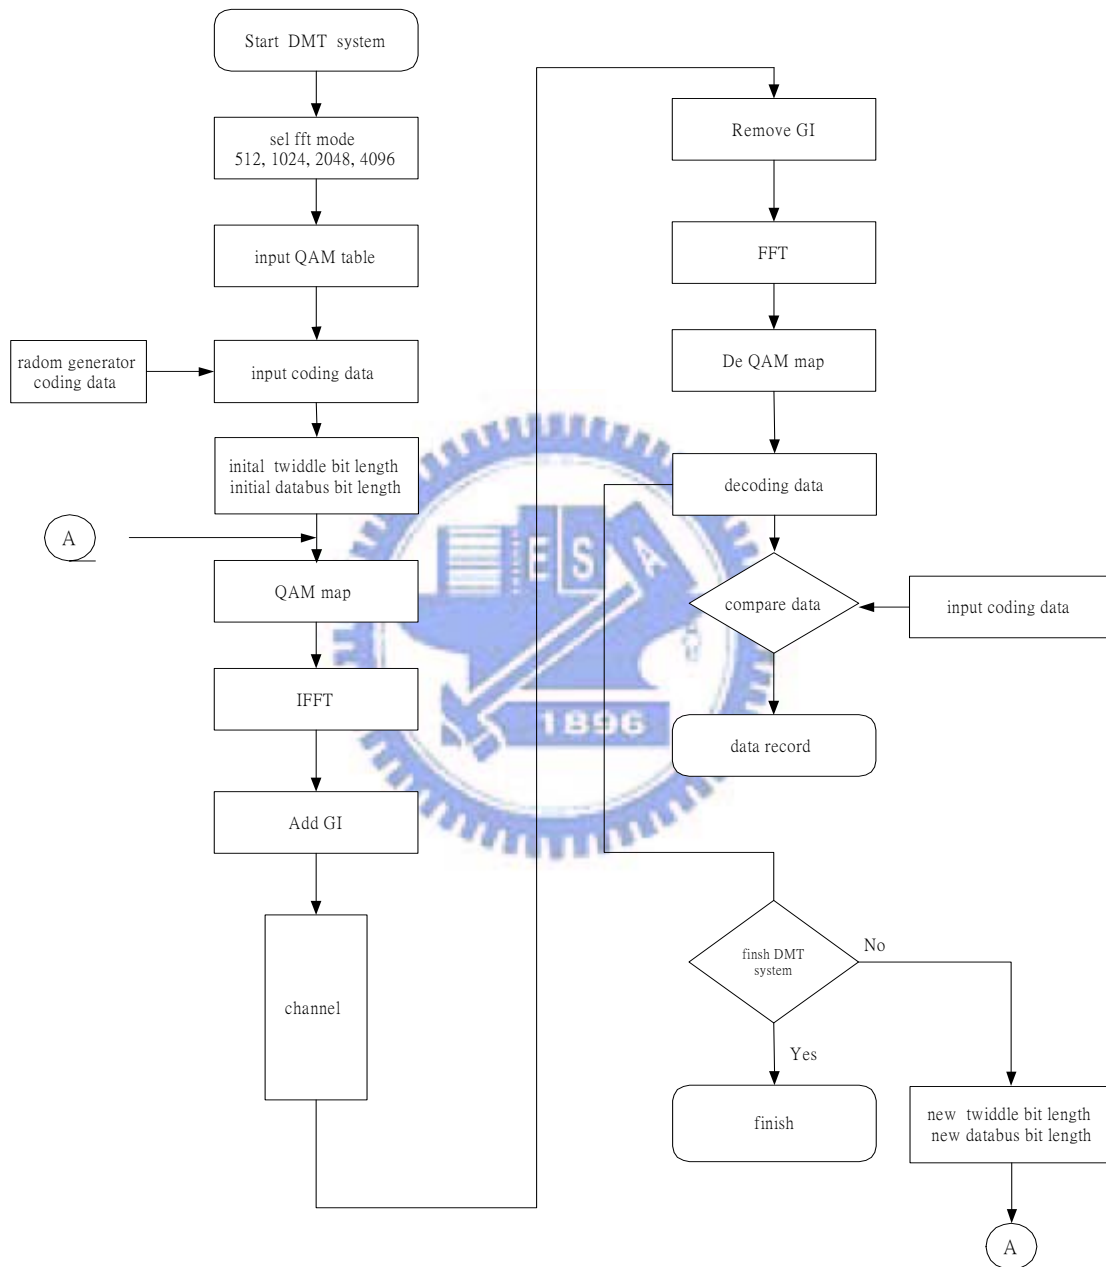 Start DMT system
sel fft mode
512, 1024, 2048, 4096
input QAM table
radom generator
coding data
input coding data
inital twiddle bit length
initial databus bit length
A
QAM map
IFFT
Add GI
channel
Remove GI
FFT
De QAM map
decoding data
compare data
input coding data
data record
finsh DMT
system
No
Yes
finish
new twiddle bit length
new databus bit length
A
E S A
1896